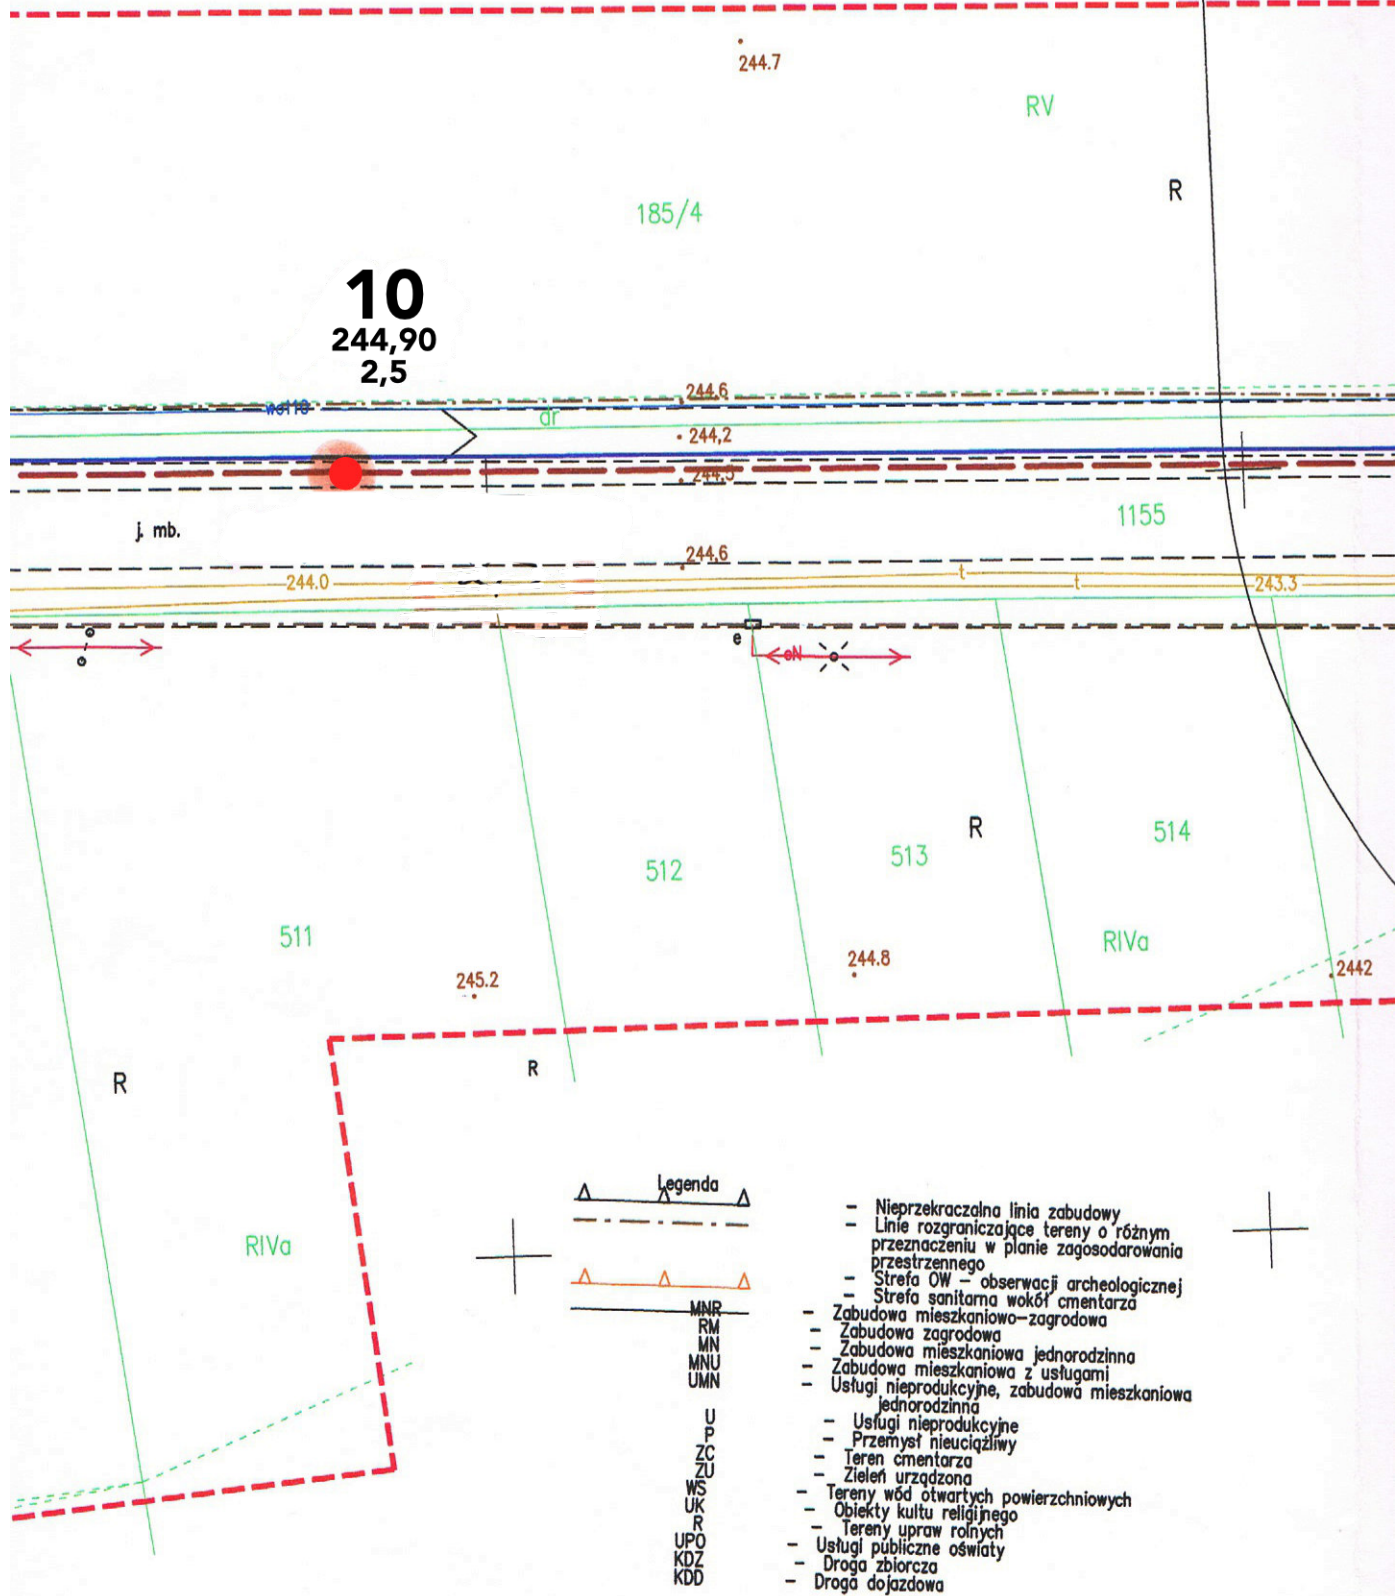 244.7
RV
R
185/4
10
244,90
2,5
244.6
wo110
dr
244,2
244,5
1155
j. mb.
244,6
t
244.0
t
243.3
e
eN
R
514
513
512
511
RIVa
244.8
2442
245.2
R
R
Legenda
RIVa
– Nieprzekraczalna linia zabudowy
– Linie rozgraniczające tereny o różnym
przeznaczeniu w planie zagosodarowania
przestrzennego
– Strefa OW – obserwacji archeologicznej
– Strefa sanitarna wokół cmentarza
MNR – Zabudowa mieszkaniowo–zagrodowa
RM – Zabudowa zagrodowa
MN – Zabudowa mieszkaniowa jednorodzinna
MNU – Zabudowa mieszkaniowa z usługami
UMN – Usługi nieprodukcyjne, zabudowa mieszkaniowa
jednorodzinna
U – Usługi nieprodukcyjne
P – Przemysł nieuciążliwy
ZC – Teren cmentarza
ZU – Zieleń urządzona
WS – Tereny wód otwartych powierzchniowych
UK – Obiekty kultu religijnego
R – Tereny upraw rolnych
UPO – Usługi publiczne oświaty
KDZ – Droga zbiorcza
KDD – Droga dojazdowa